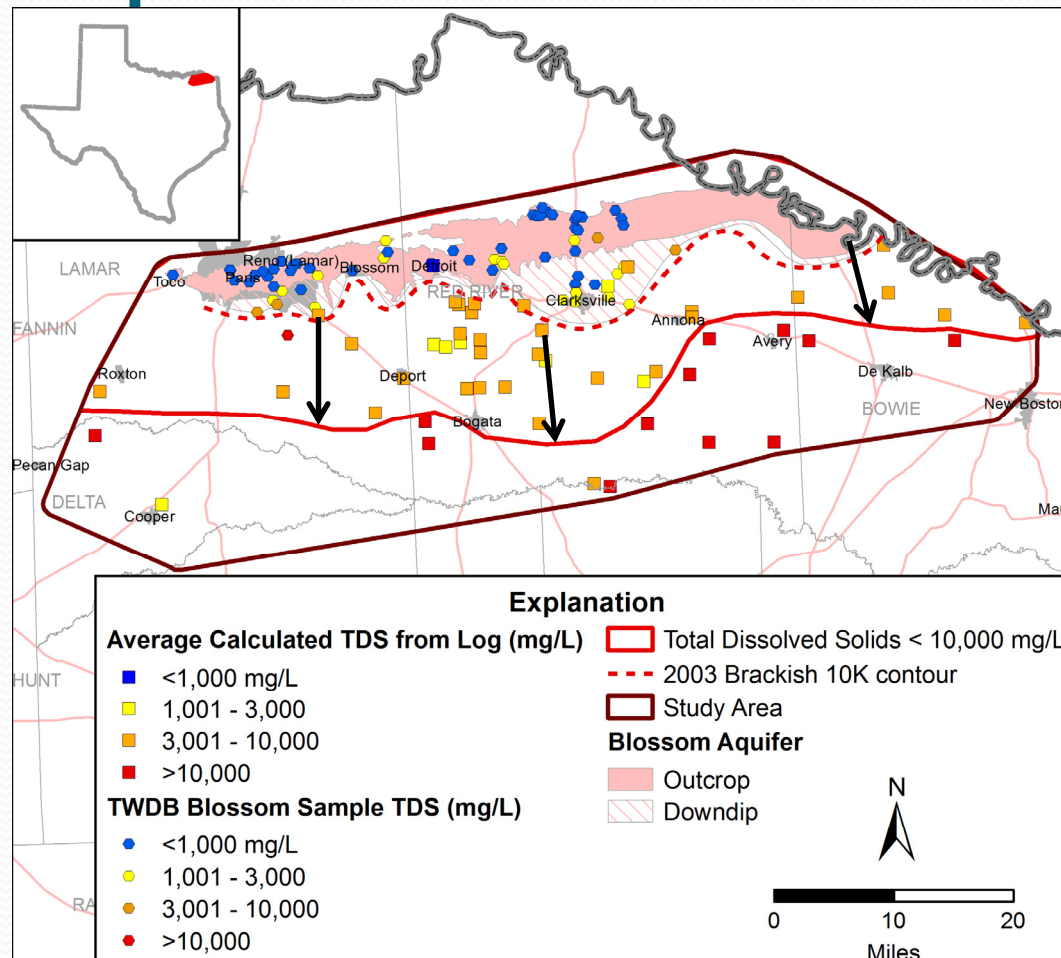 LAMAR
Reno (Lamar)
Toco
Paris
Blossom
Detroit
RED RIVER
Clarksville
FANNIN
Annona
Avery
Roxton
Deport
De Kalb
Bogata
BOWIE
New Boston
Pecan Gap
DELTA
Cooper
HUNT
Explanation
Average Calculated TDS from Log (mg/L)
<1,000 mg/L
1,001 - 3,000
3,001 - 10,000
>10,000
TWDB Blossom Sample TDS (mg/L)
<1,000 mg/L
1,001 - 3,000
3,001 - 10,000
>10,000
Total Dissolved Solids < 10,000 mg/L
2003 Brackish 10K contour
Study Area
Blossom Aquifer
Outcrop
Downdip
N
0 10 20
Miles